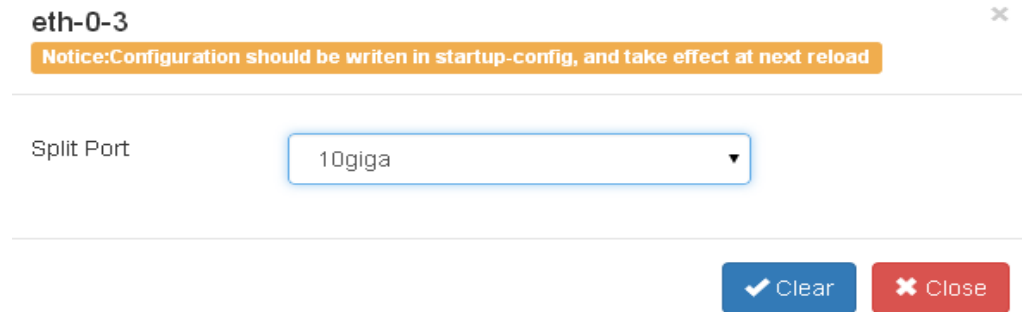 eth-0-3
Notice:Configuration should be writen in startup-config, and take effect at next reload
Split Port
10giga
Clear
Close